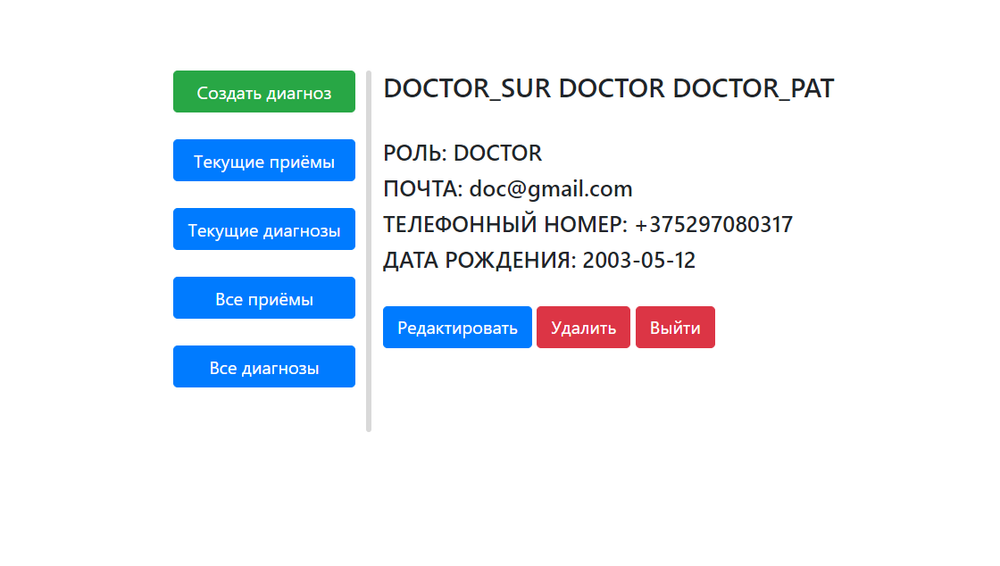 Создать диагноз
Текущие приёмы
Текущие диагнозы
Все приёмы
Все диагнозы
DOCTOR_SUR DOCTOR DOCTOR_PAT
РОЛЬ: DOCTOR
ПОЧТА: doc@gmail.com
ТЕЛЕФОННЫЙ НОМЕР: +375297080317
ДАТА РОЖДЕНИЯ: 2003-05-12
Редактировать Удалить Выйти